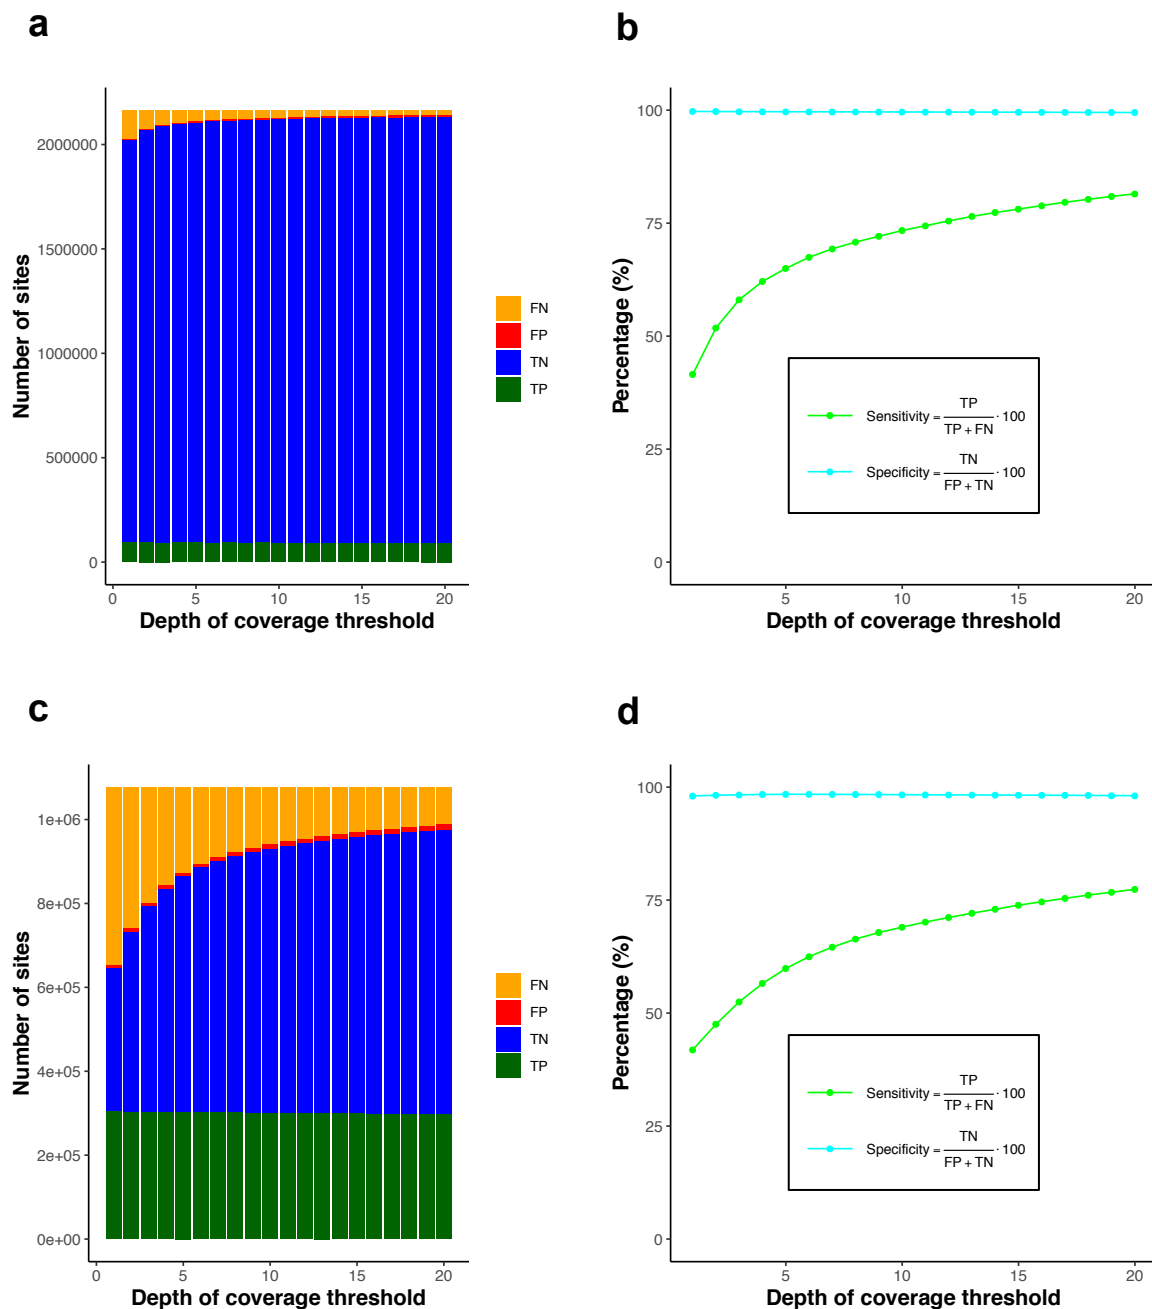 a
Number of sites
2000000
1500000
1000000
500000
0
0
5
10
15
20
Depth of coverage threshold
FN
FP
TN
TP
b
Percentage (%)
100
75
50
25
0
5
10
15
20
Depth of coverage threshold
Sensitivity = TP / TP + FN · 100
Specificity = TN / FP + TN · 100
c
Number of sites
1e+06
8e+05
6e+05
4e+05
2e+05
0e+00
0
5
10
15
20
Depth of coverage threshold
FN
FP
TN
TP
d
Percentage (%)
100
75
50
25
0
5
10
15
20
Depth of coverage threshold
Sensitivity = TP / TP + FN · 100
Specificity = TN / FP + TN · 100